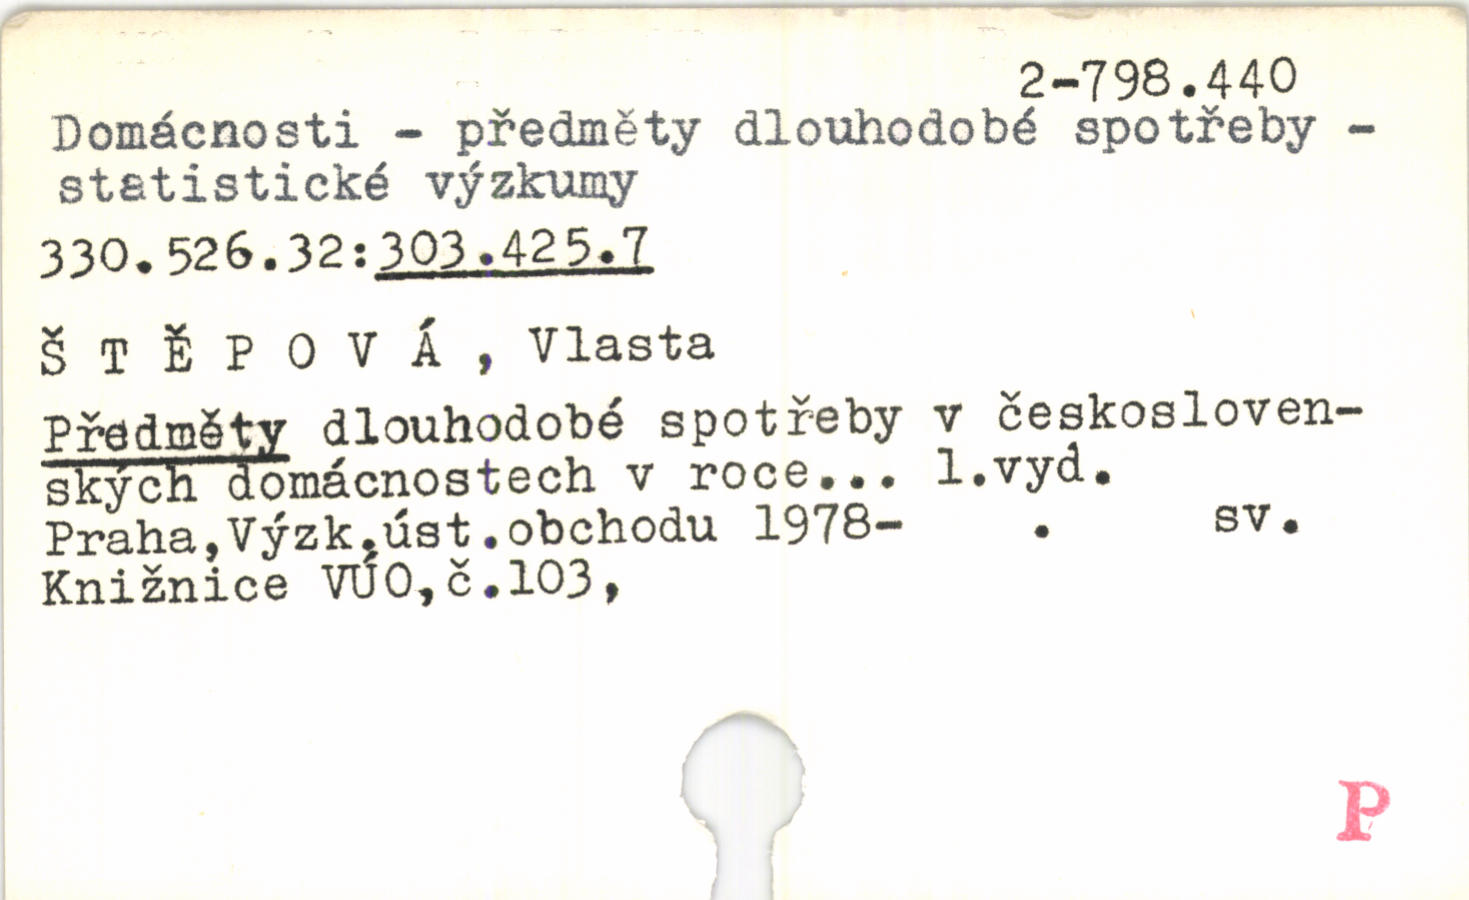 2-798.440
Domácnosti - předměty dlouhodobé spotřeby -
statistické výzkumy
330.526.32:303.425.7
Š T Ě P O V Á , Vlasta
Předměty dlouhodobé spotřeby v českosloven-
ských domácnostech v roce... 1.vyd.
Praha,Výzk.úst.obchodu 1978- . sv.
Knižnice VÚO,č.103,
P